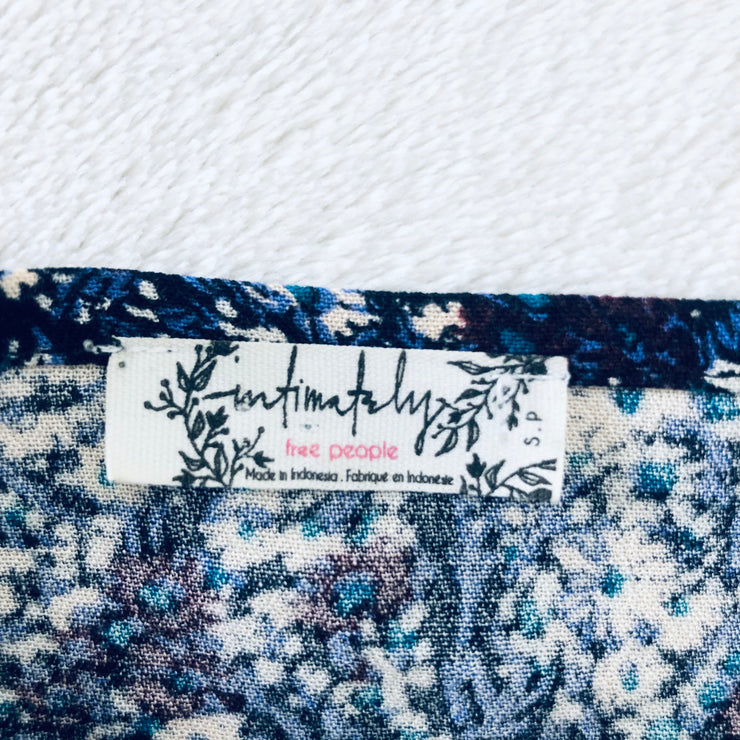 intimately
free people
Made in Indonesia . Fabriqué en Indonésie
S.P